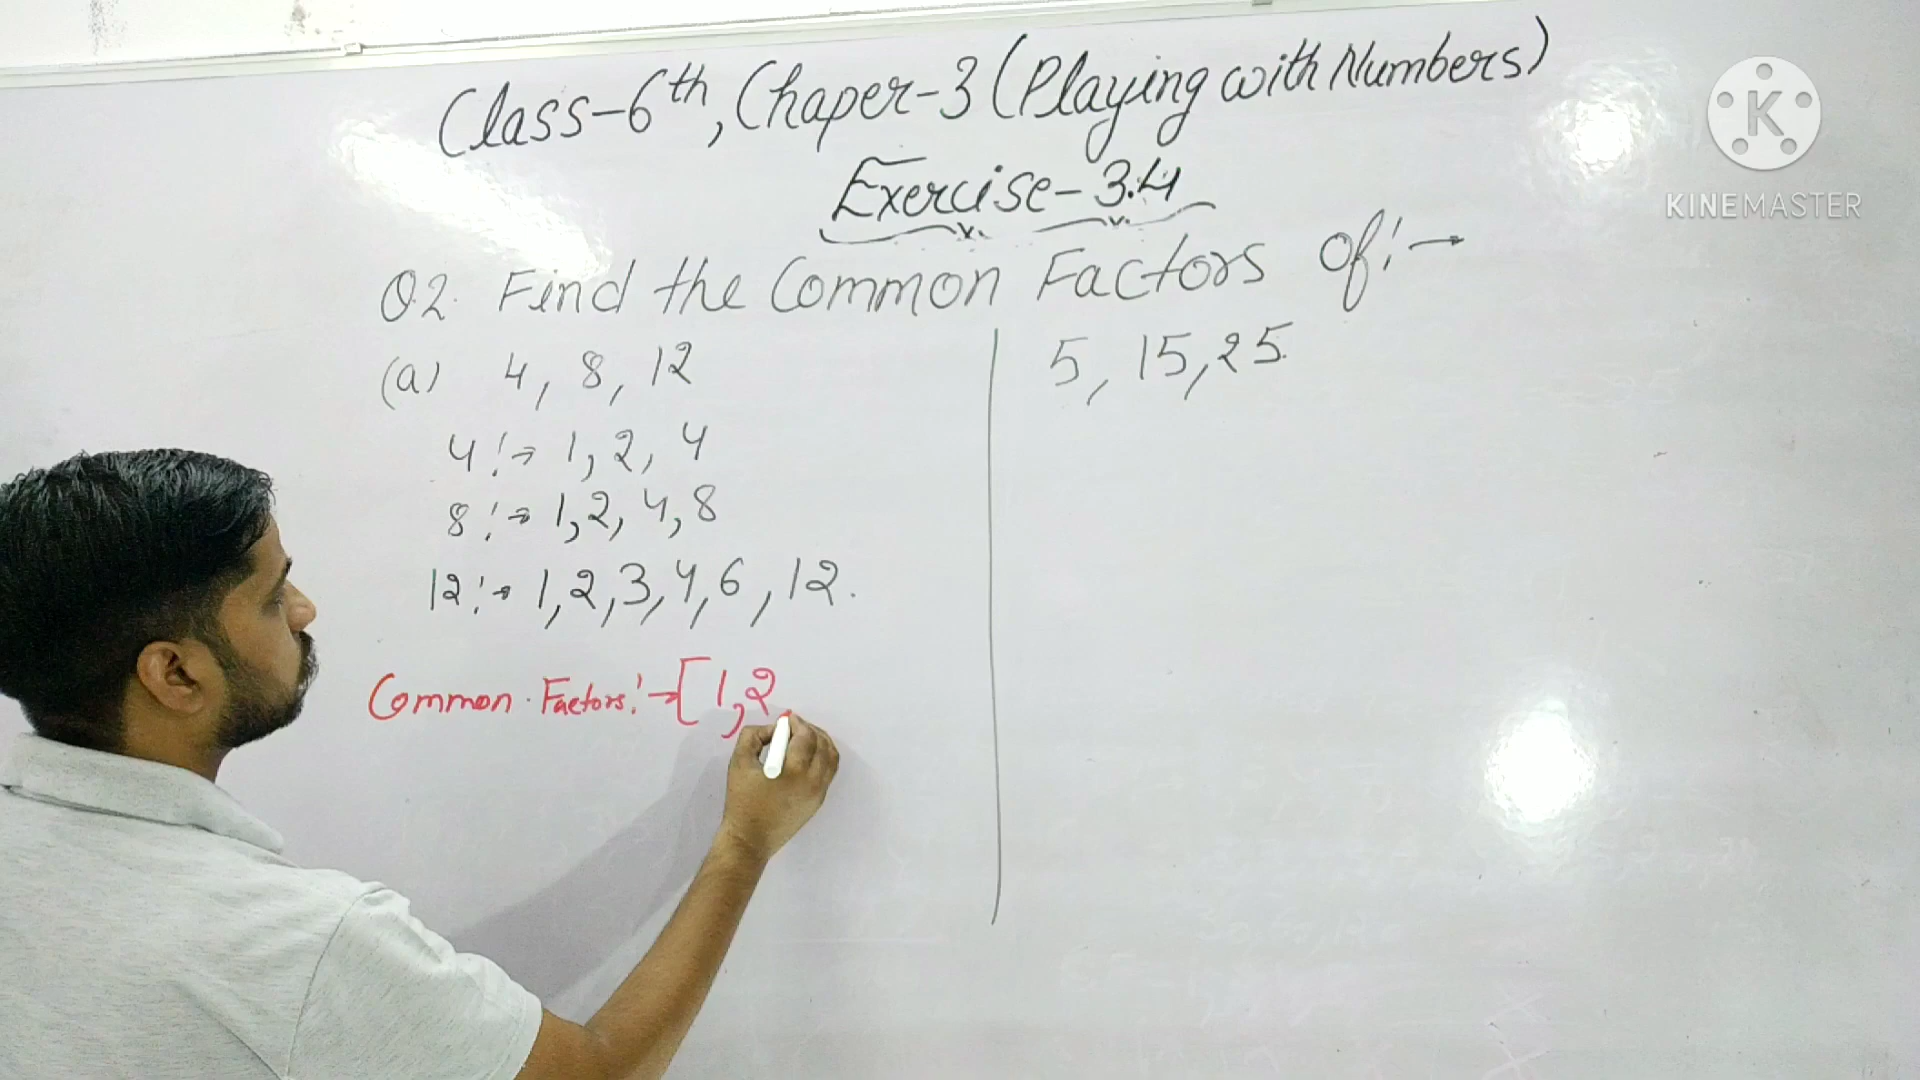 Class-6th, Chaper-3 (Playing with Numbers)
Exercise-3.4
Q2. Find the Common Factors of:→
(a) 4, 8, 12
4:→ 1, 2, 4
8:→ 1, 2, 4, 8
12:→ 1, 2, 3, 4, 6, 12.
Common Factors:→ [1, 2,
5, 15, 25.
K
KINEMASTER